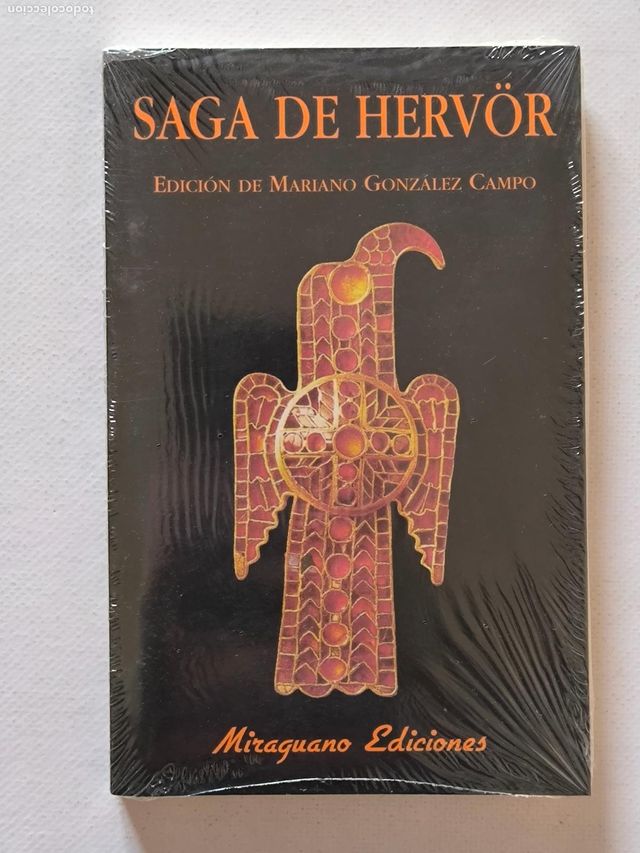 todocoleccion
SAGA DE HERVÖR
EDICIÓN DE MARIANO GONZÁLEZ CAMPO
Miraguano Ediciones